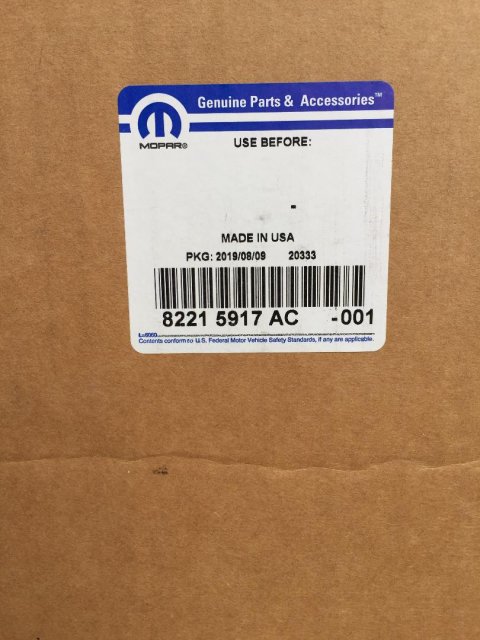 Genuine Parts & Accessories™
MOPAR®
USE BEFORE:
-
MADE IN USA
PKG: 2019/08/09 20333
8221 5917 AC -001
L-5060
Contents conform to U.S. Federal Motor Vehicle Safety Standards, if any are applicable.